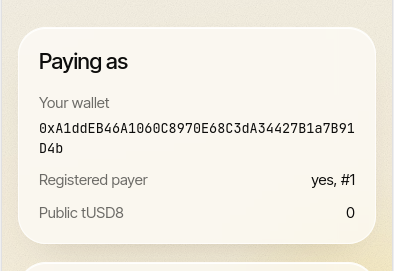 Paying as
Your wallet
0xA1ddEB46A1060C8970E68C3dA34427B1a7B91
D4b
Registered payer yes, #1
Public tUSD8 0